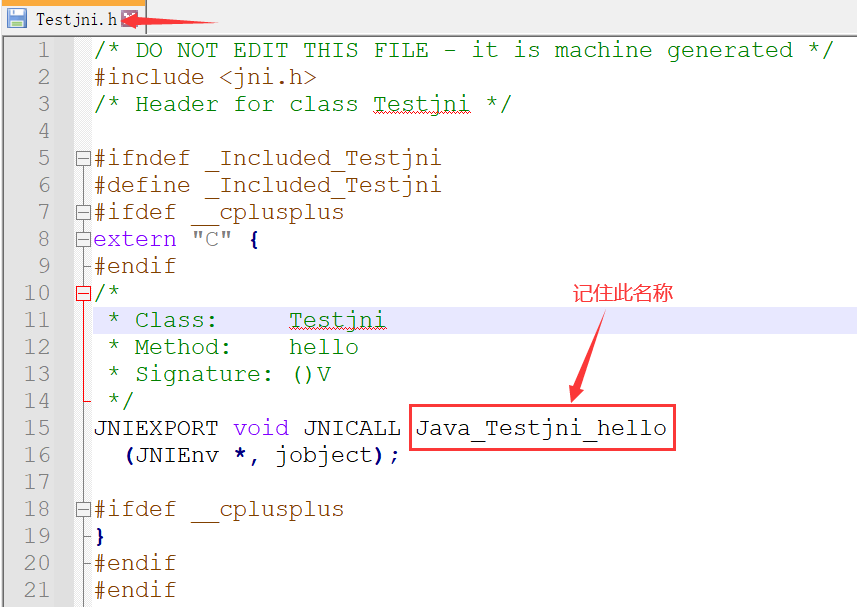 Testjni.h
1 /* DO NOT EDIT THIS FILE - it is machine generated */
2 #include <jni.h>
3 /* Header for class Testjni */
4
5 #ifndef _Included_Testjni
6 #define _Included_Testjni
7 #ifdef __cplusplus
8 extern "C" {
9 #endif
10 /*
记住此名称
11 * Class: Testjni
12 * Method: hello
13 * Signature: ()V
14 */
15 JNIEXPORT void JNICALL Java_Testjni_hello
16 (JNIEnv *, jobject);
17
18 #ifdef __cplusplus
19 }
20 #endif
21 #endif